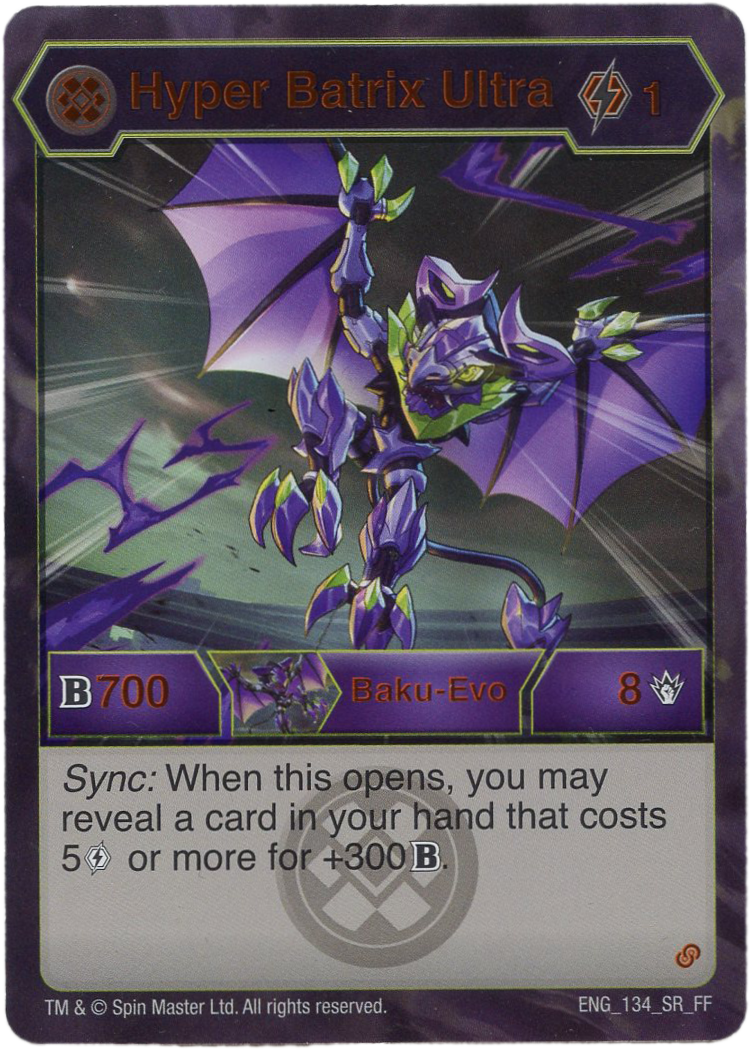 Hyper Batrix Ultra 1
B700 Baku-Evo 8
Sync: When this opens, you may
reveal a card in your hand that costs
5 or more for +300B.
TM & © Spin Master Ltd. All rights reserved. ENG_134_SR_FF